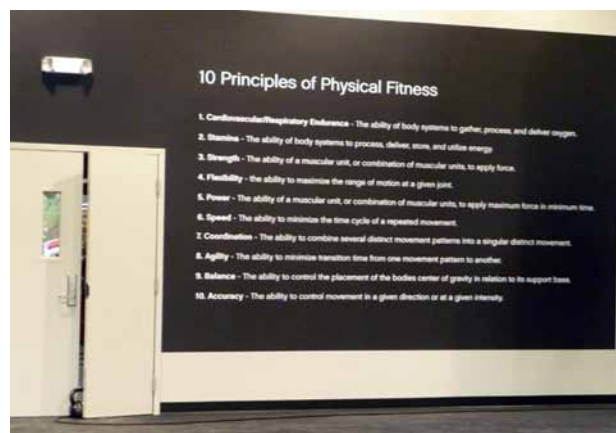 10 Principles of Physical Fitness
1. Cardiovascular/Respiratory Endurance - The ability of body systems to gather, process, and deliver oxygen.
2. Stamina - The ability of body systems to process, deliver, store, and utilize energy.
3. Strength - The ability of a muscular unit, or combination of muscular units, to apply force.
4. Flexibility - the ability to maximize the range of motion at a given joint.
5. Power - The ability of a muscular unit, or combination of muscular units, to apply maximum force in minimum time.
6. Speed - The ability to minimize the time cycle of a repeated movement.
7. Coordination - The ability to combine several distinct movement patterns into a singular distinct movement.
8. Agility - The ability to minimize transition time from one movement pattern to another.
9. Balance - The ability to control the placement of the bodies center of gravity in relation to its support base.
10. Accuracy - The ability to control movement in a given direction or at a given intensity.